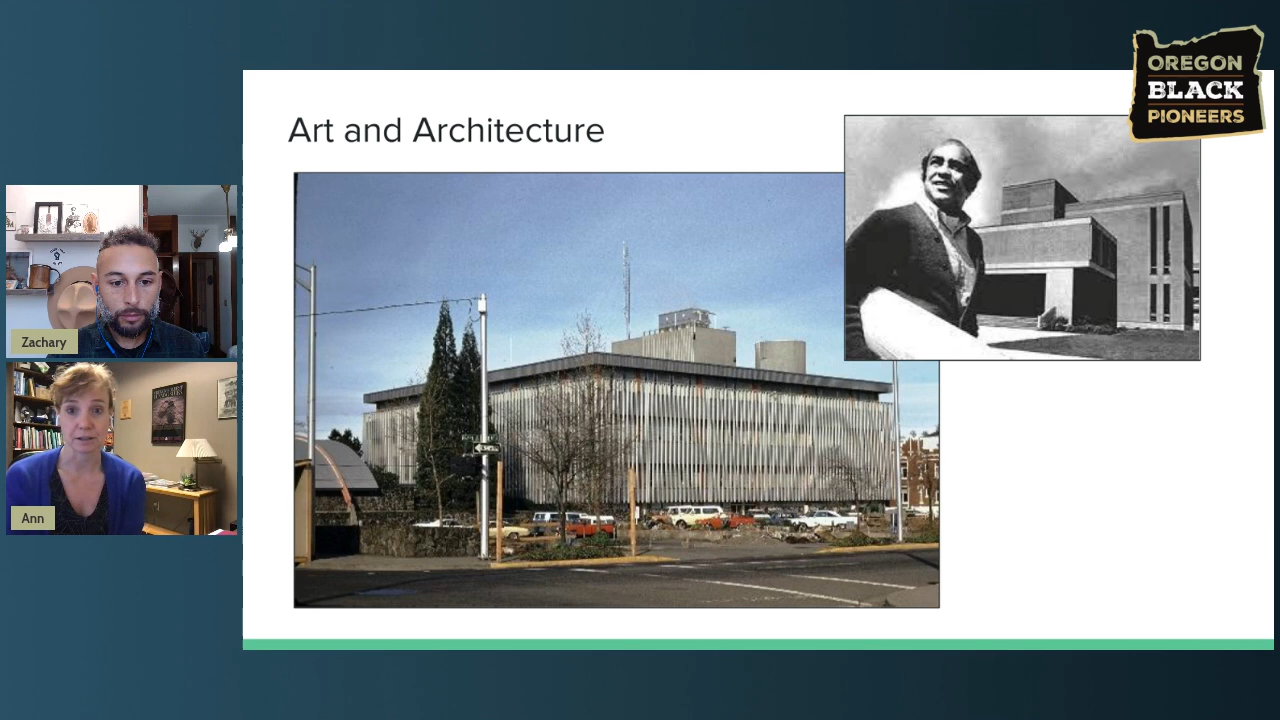 OREGON
BLACK
PIONEERS
Art and Architecture
Zachary
Ann